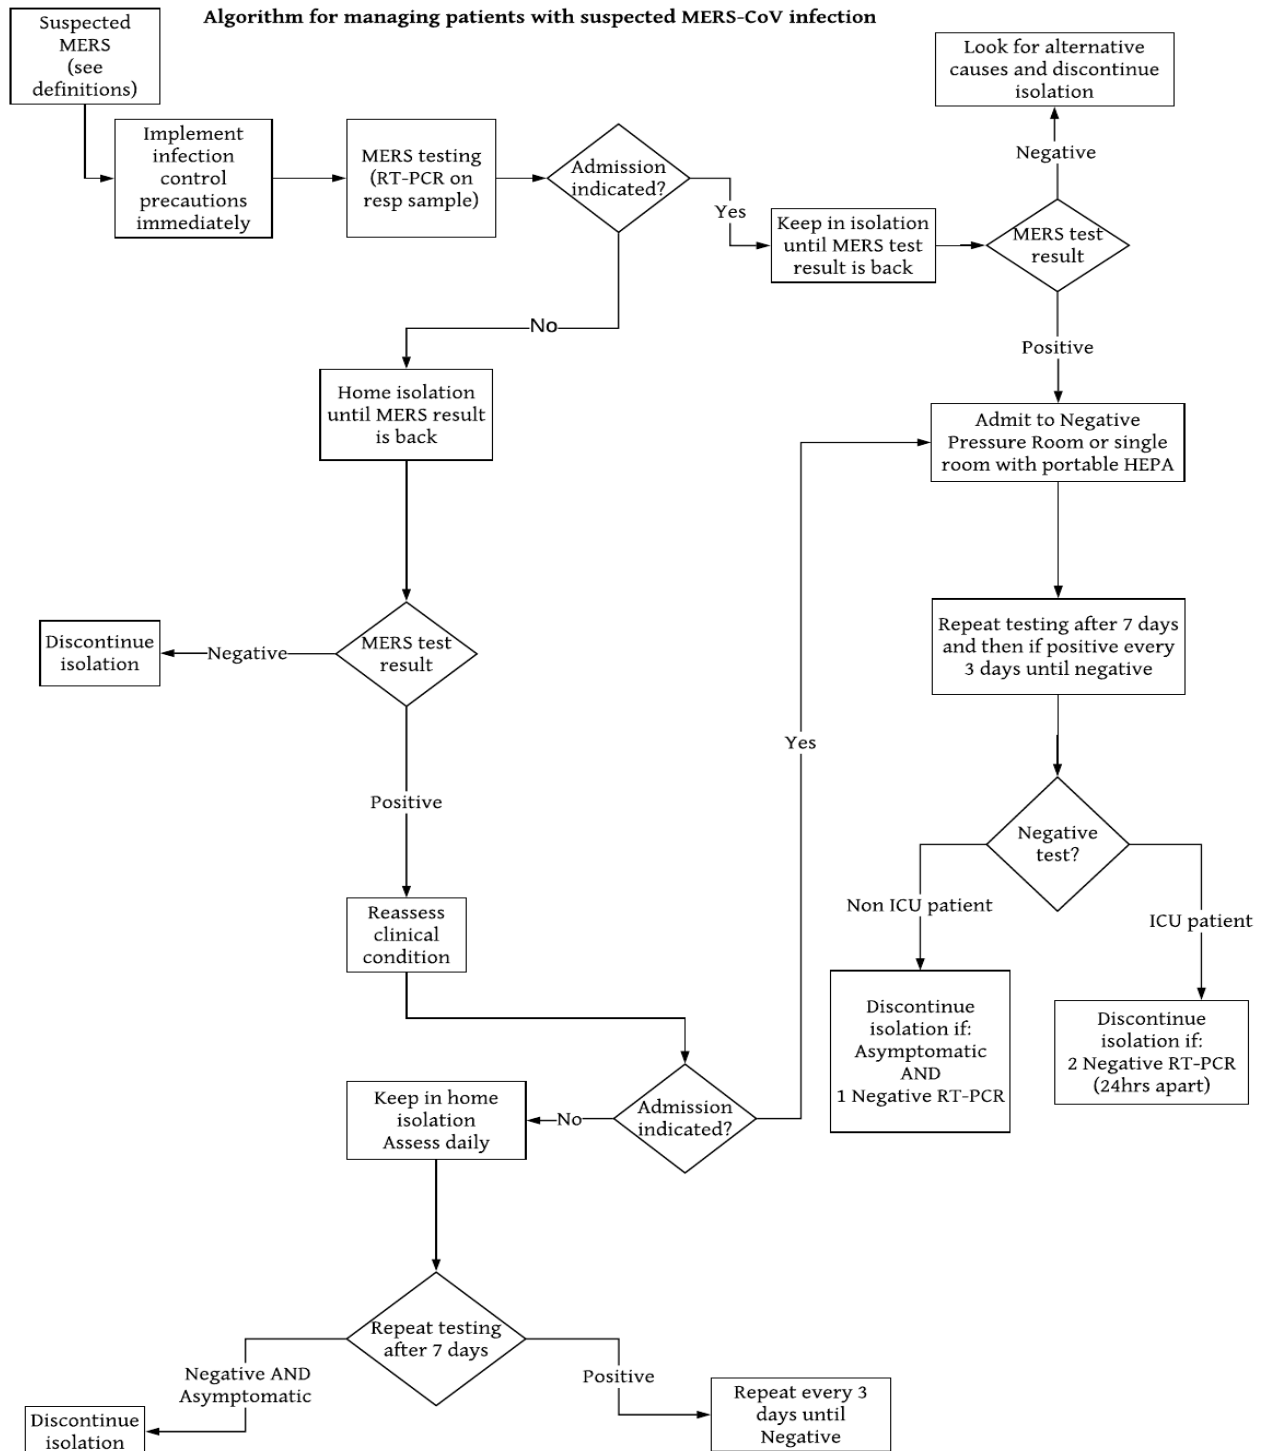 Algorithm for managing patients with suspected MERS-CoV infection
Suspected
MERS
(see
definitions)
Implement
infection
control
precautions
immediately
MERS testing
(RT-PCR on
resp sample)
Admission
indicated?
Yes
Keep in isolation
until MERS test
result is back
MERS test
result
Negative
Look for alternative
causes and discontinue
isolation
Positive
Admit to Negative
Pressure Room or single
room with portable HEPA
Repeat testing after 7 days
and then if positive every
3 days until negative
Negative
test?
Non ICU patient
Discontinue
isolation if:
Asymptomatic
AND
1 Negative RT-PCR
ICU patient
Discontinue
isolation if:
2 Negative RT-PCR
(24hrs apart)
No
Home isolation
until MERS result
is back
MERS test
result
Negative
Discontinue
isolation
Positive
Reassess
clinical
condition
Admission
indicated?
Yes
No
Keep in home
isolation
Assess daily
Repeat testing
after 7 days
Negative AND
Asymptomatic
Discontinue
isolation
Positive
Repeat every 3
days until
Negative